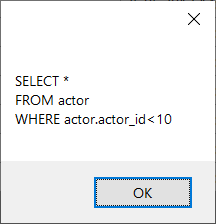 SELECT *
FROM actor
WHERE actor.actor_id<10
OK